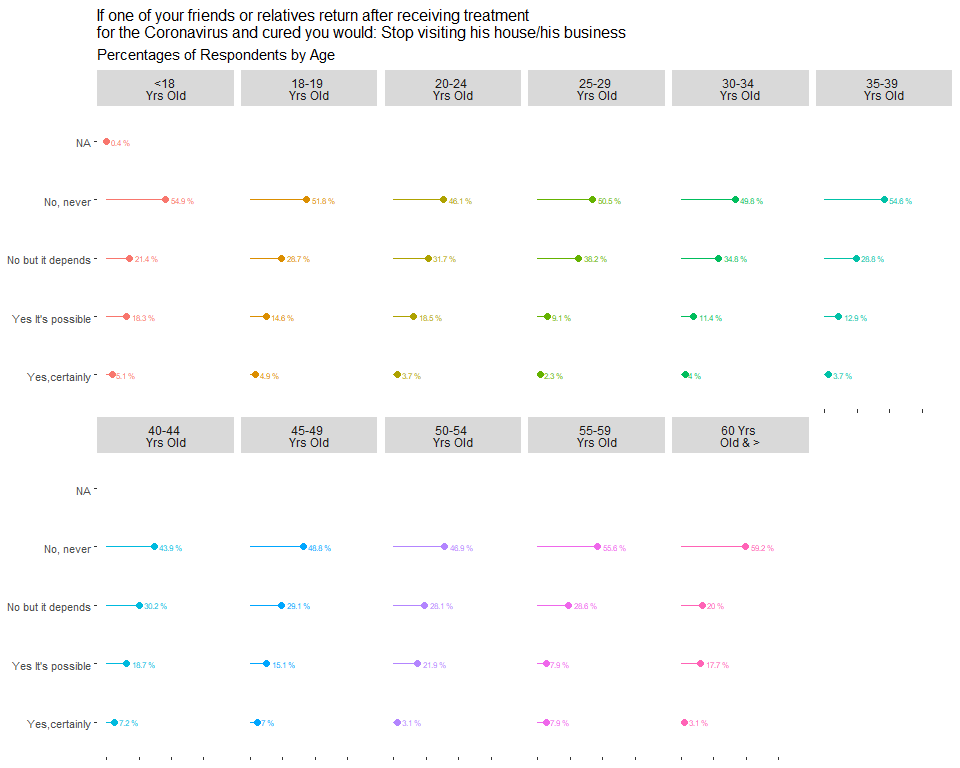 If one of your friends or relatives return after receiving treatment
for the Coronavirus and cured you would: Stop visiting his house/his business
Percentages of Respondents by Age
<18
Yrs Old
18-19
Yrs Old
20-24
Yrs Old
25-29
Yrs Old
30-34
Yrs Old
35-39
Yrs Old
NA
0.4 %
No, never
54.9 %
51.8 %
46.1 %
50.5 %
49.8 %
54.6 %
No but it depends
21.4 %
28.7 %
31.7 %
38.2 %
34.8 %
28.8 %
Yes It's possible
18.3 %
14.6 %
18.5 %
9.1 %
11.4 %
12.9 %
Yes,certainly
5.1 %
4.9 %
3.7 %
2.3 %
4 %
3.7 %
40-44
Yrs Old
45-49
Yrs Old
50-54
Yrs Old
55-59
Yrs Old
60 Yrs
Old & >
NA
No, never
43.9 %
48.8 %
46.9 %
55.6 %
59.2 %
No but it depends
30.2 %
29.1 %
28.1 %
28.6 %
20 %
Yes It's possible
18.7 %
15.1 %
21.9 %
7.9 %
17.7 %
Yes,certainly
7.2 %
7 %
3.1 %
7.9 %
3.1 %